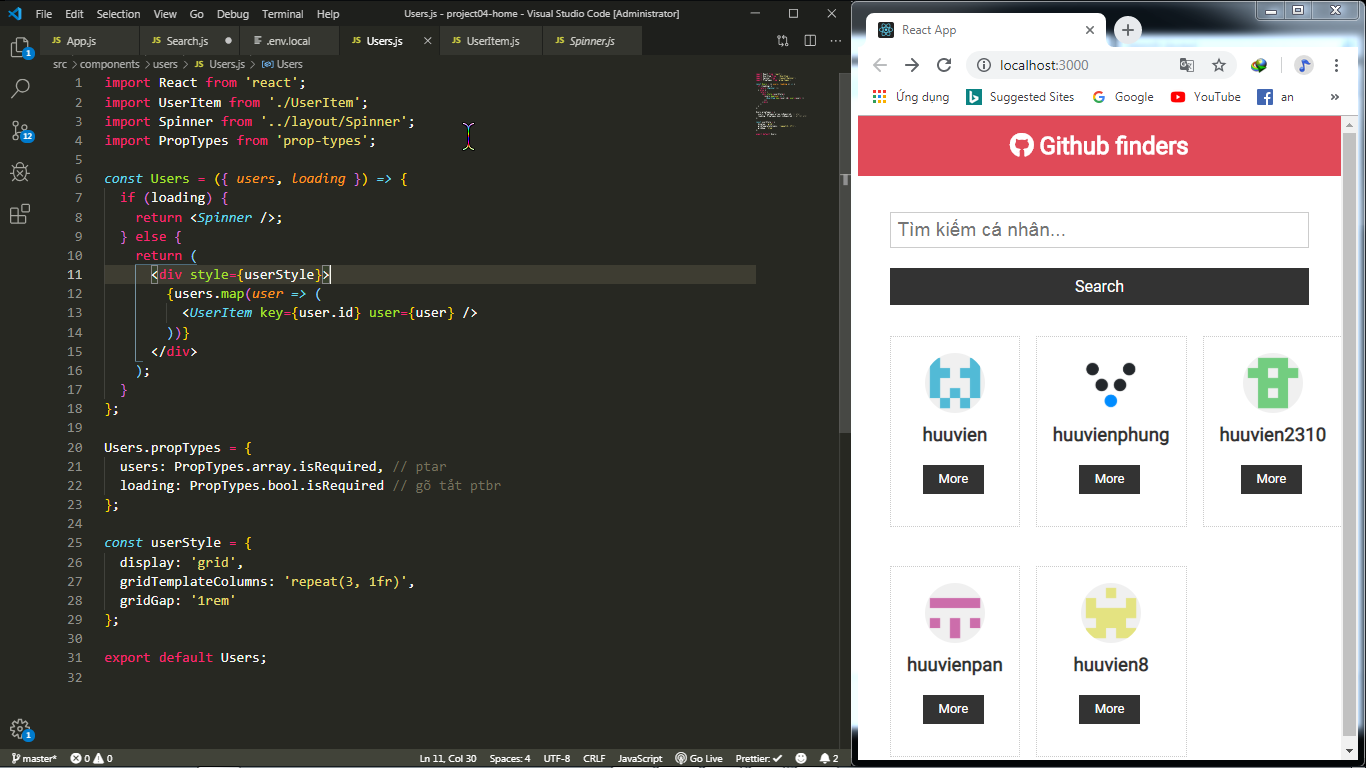 File Edit Selection View Go Debug Terminal Help Users.js - project04-home - Visual Studio Code [Administrator]
JS App.js JS Search.js .env.local JS Users.js JS UserItem.js JS Spinner.js
src > components > users > JS Users.js > Users
1 import React from 'react';
2 import UserItem from './UserItem';
3 import Spinner from '../layout/Spinner';
4 import PropTypes from 'prop-types';
5
6 const Users = ({ users, loading }) => {
7 if (loading) {
8 return <Spinner />;
9 } else {
10 return (
11 <div style={userStyle}>
12 {users.map(user => (
13 <UserItem key={user.id} user={user} />
14 ))}
15 </div>
16 );
17 }
18 };
19
20 Users.propTypes = {
21 users: PropTypes.array.isRequired, // ptar
22 loading: PropTypes.bool.isRequired // gõ tắt ptbr
23 };
24
25 const userStyle = {
26 display: 'grid',
27 gridTemplateColumns: 'repeat(3, 1fr)',
28 gridGap: '1rem'
29 };
30
31 export default Users;
32
1
12
1
master* 0 0 Ln 11, Col 30 Spaces: 4 UTF-8 CRLF JavaScript Go Live Prettier: 2
React App
localhost:3000
Ứng dụng Suggested Sites Google YouTube an »
Github finders
Tìm kiếm cá nhân...
Search
huuvien huuvienphung huuvien2310
More More More
huuvienpan huuvien8
More More